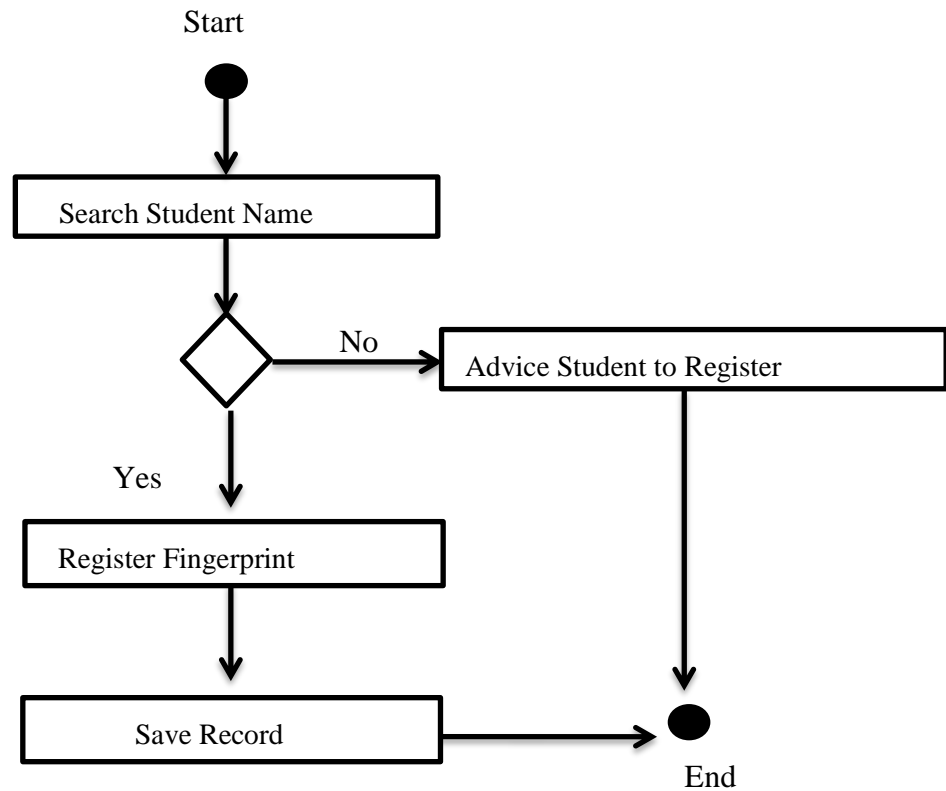 Start
Search Student Name
No
Advice Student to Register
Yes
Register Fingerprint
Save Record
End